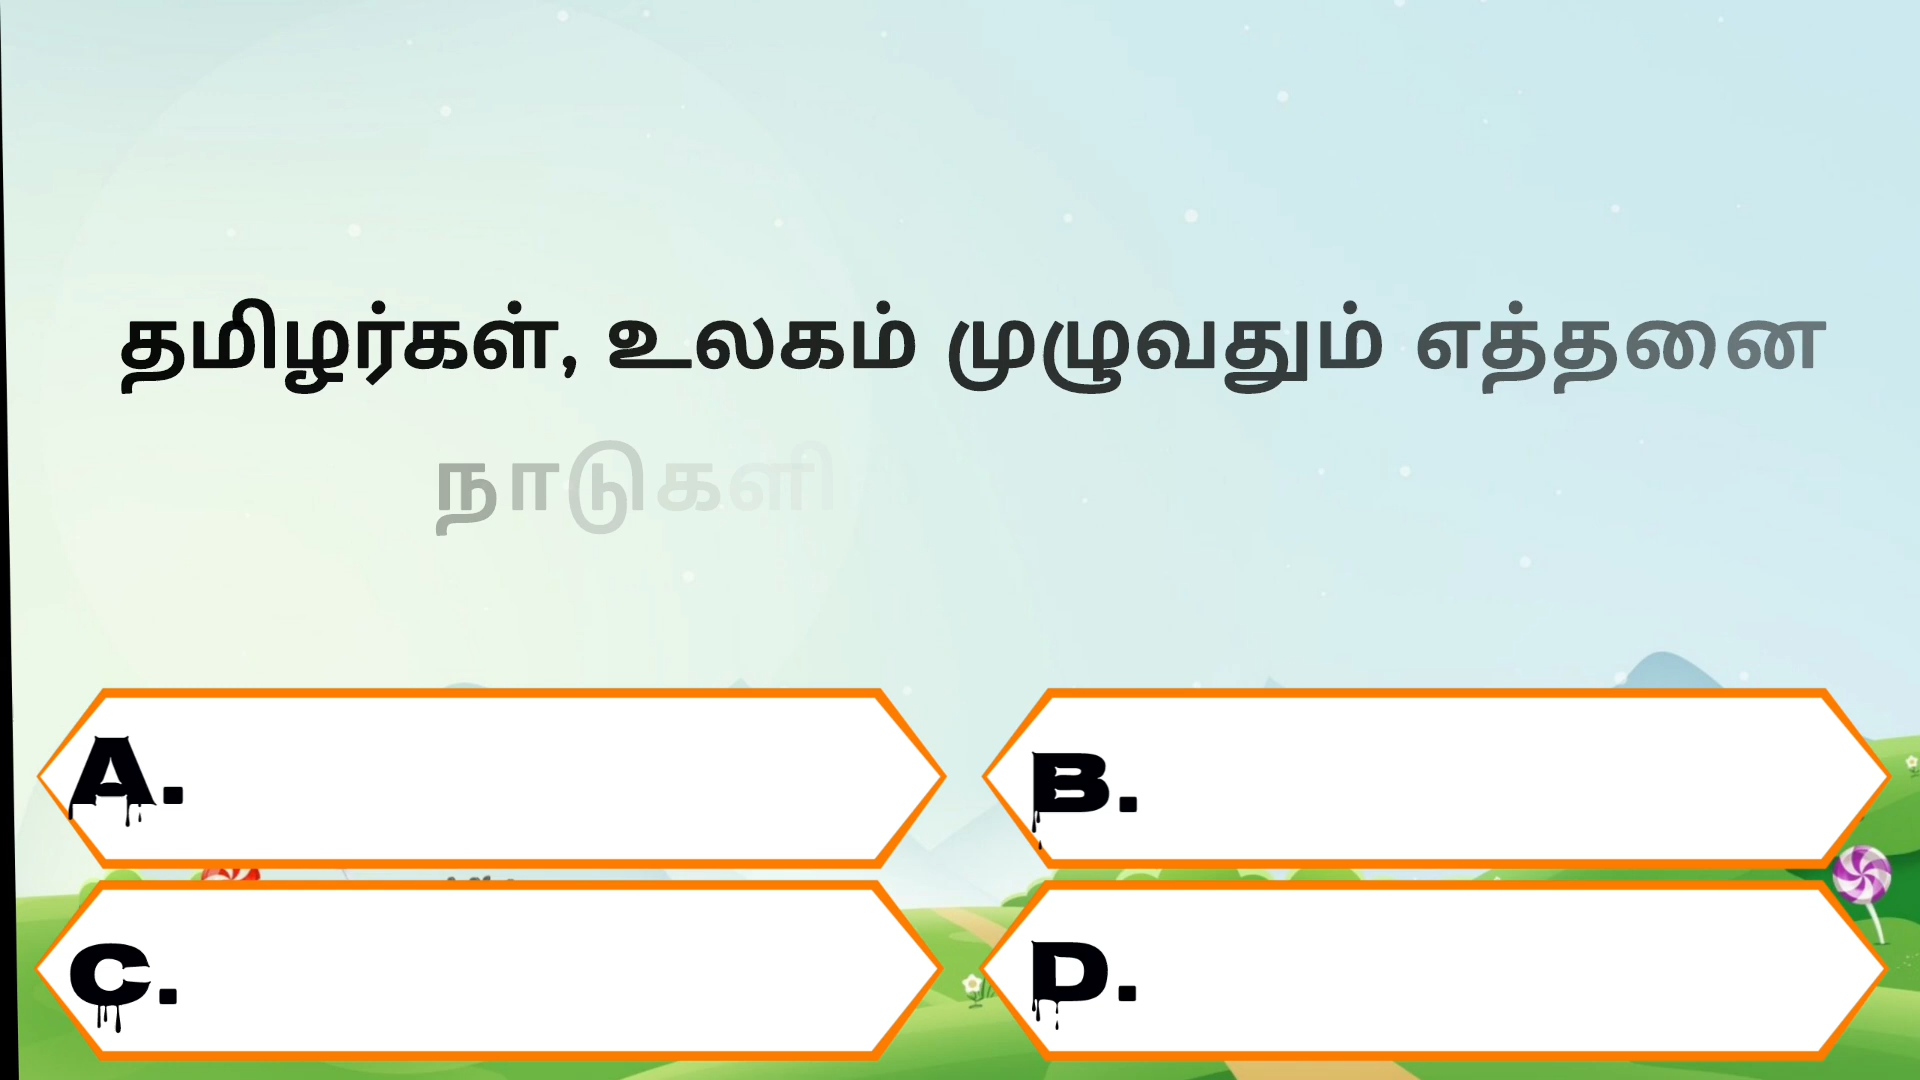 தமிழர்கள், உலகம் முழுவதும் எத்தனை
நாடுகளி
A.
B.
C.
D.